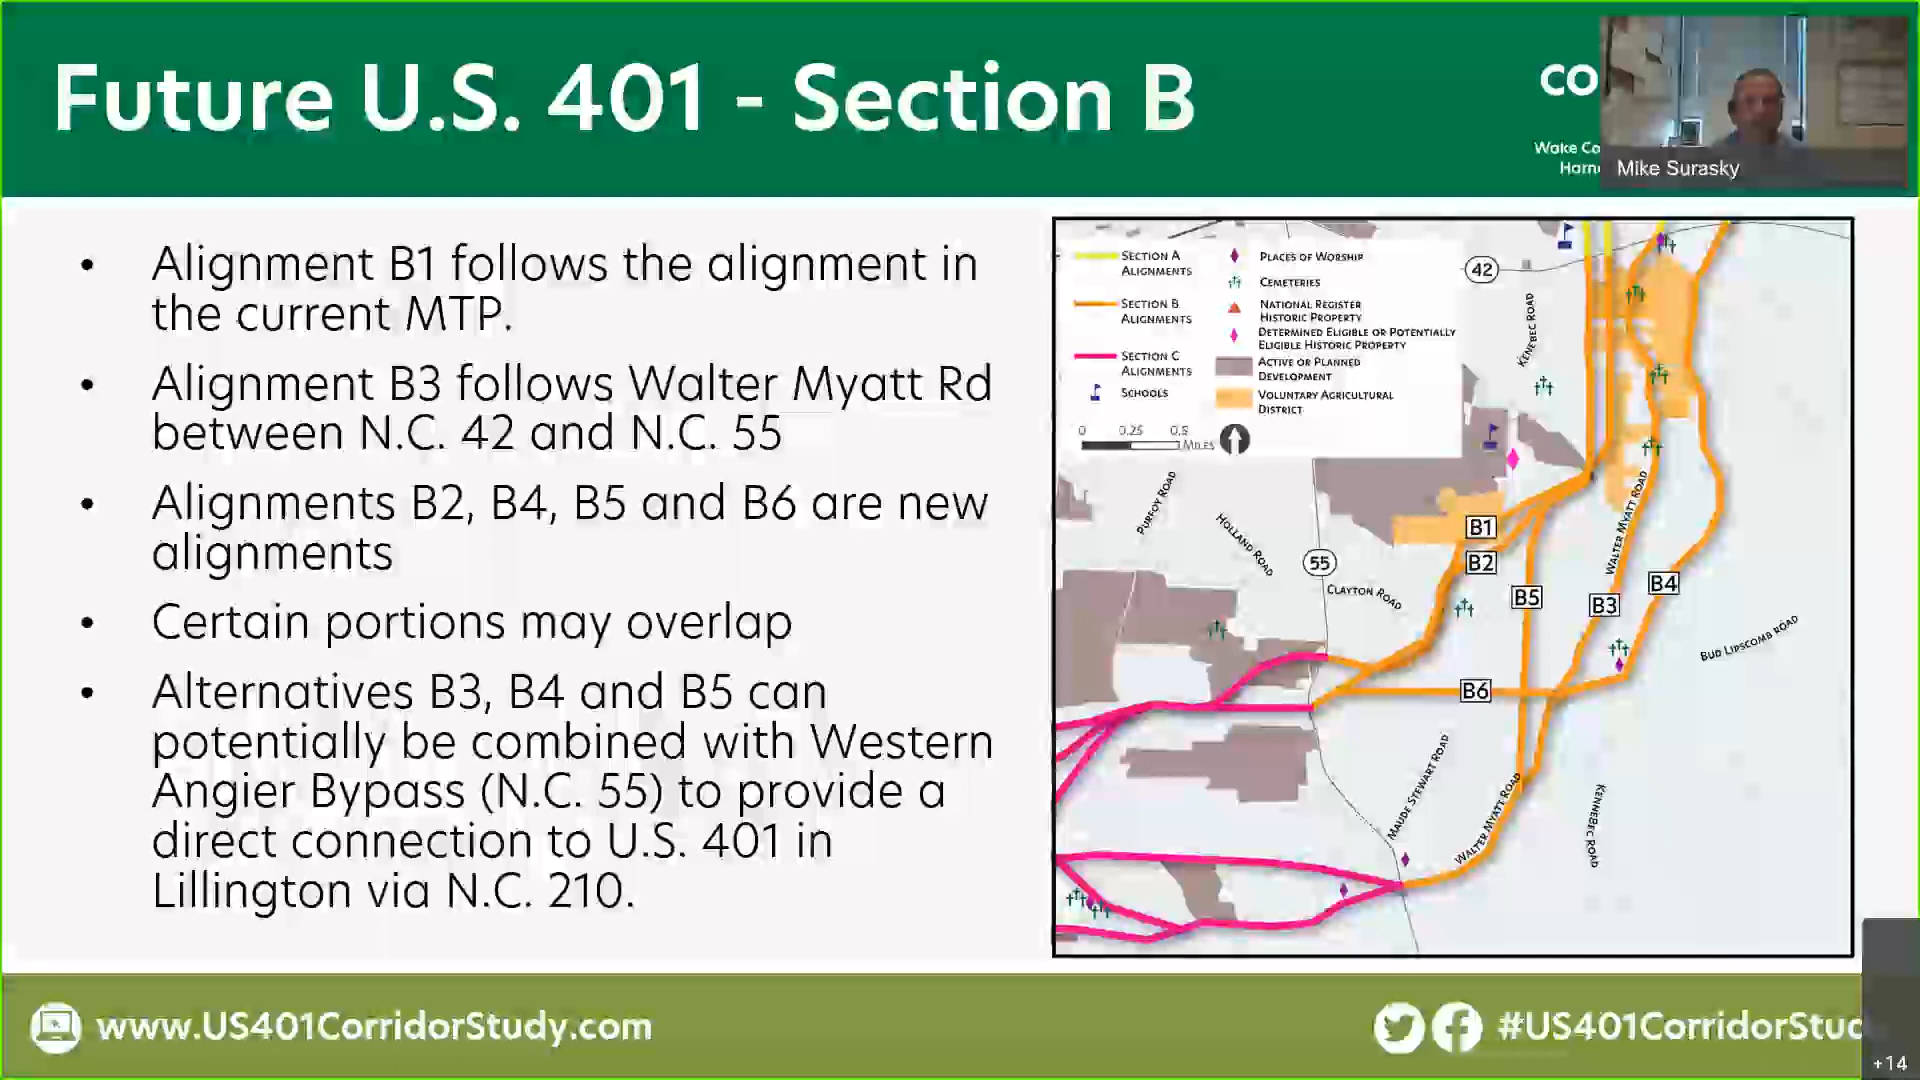 Future U.S. 401 - Section B
CO
Wake Co
Harn
Mike Surasky
• Alignment B1 follows the alignment in
the current MTP.
• Alignment B3 follows Walter Myatt Rd
between N.C. 42 and N.C. 55
• Alignments B2, B4, B5 and B6 are new
alignments
• Certain portions may overlap
• Alternatives B3, B4 and B5 can
potentially be combined with Western
Angier Bypass (N.C. 55) to provide a
direct connection to U.S. 401 in
Lillington via N.C. 210.
SECTION A
ALIGNMENTS
SECTION B
ALIGNMENTS
SECTION C
ALIGNMENTS
SCHOOLS
0 0.25 0.5
MILES
PLACES OF WORSHIP
CEMETERIES
NATIONAL REGISTER
HISTORIC PROPERTY
DETERMINED ELIGIBLE OR POTENTIALLY
ELIGIBLE HISTORIC PROPERTY
ACTIVE OR PLANNED
DEVELOPMENT
VOLUNTARY AGRICULTURAL
DISTRICT
42
KENEBEC ROAD
PURFOY ROAD
HOLLAND ROAD
55
CLAYTON ROAD
B1
B2
B5
B3
B4
B6
WALTER MYATT ROAD
BUD LIPSCOMB ROAD
MAUDE STEWART ROAD
WALTER MYATT ROAD
KENNEBEC ROAD
www.US401CorridorStudy.com
#US401CorridorStud
+14